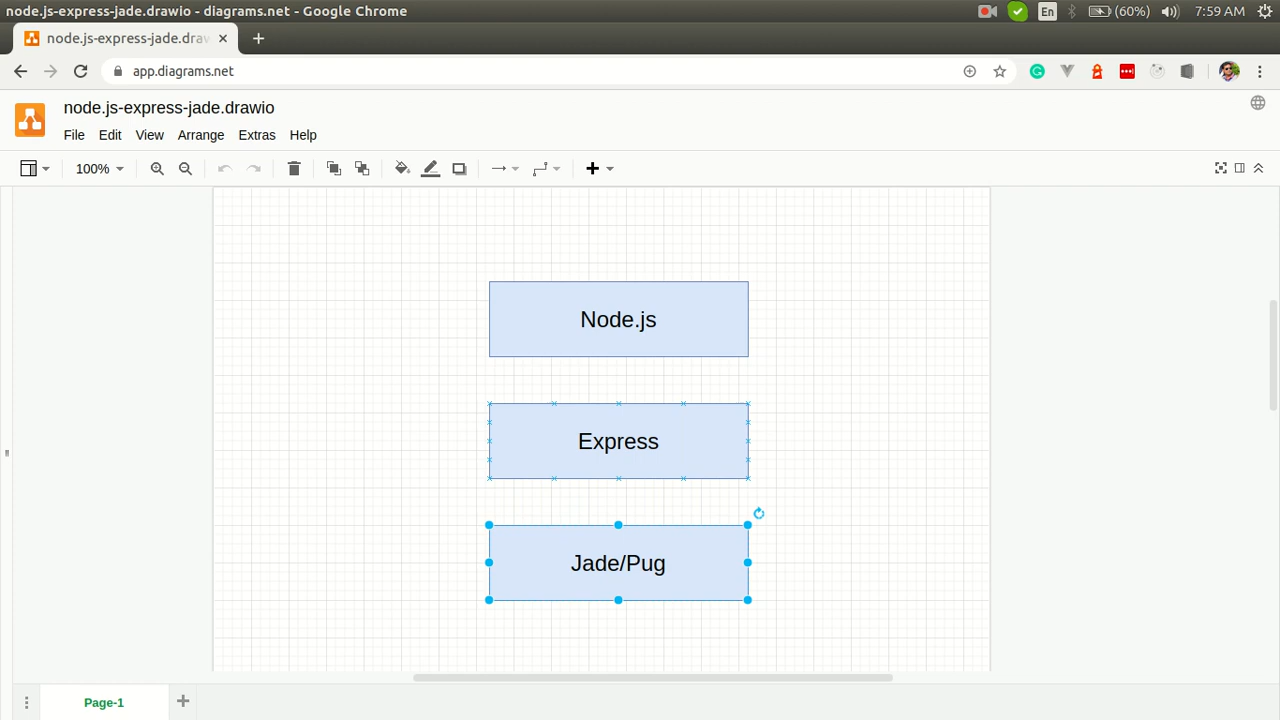 node.js-express-jade.drawio - diagrams.net - Google Chrome
En
(60%)
7:59 AM
node.js-express-jade.draw
app.diagrams.net
node.js-express-jade.drawio
File Edit View Arrange Extras Help
100%
Node.js
Express
Jade/Pug
Page-1